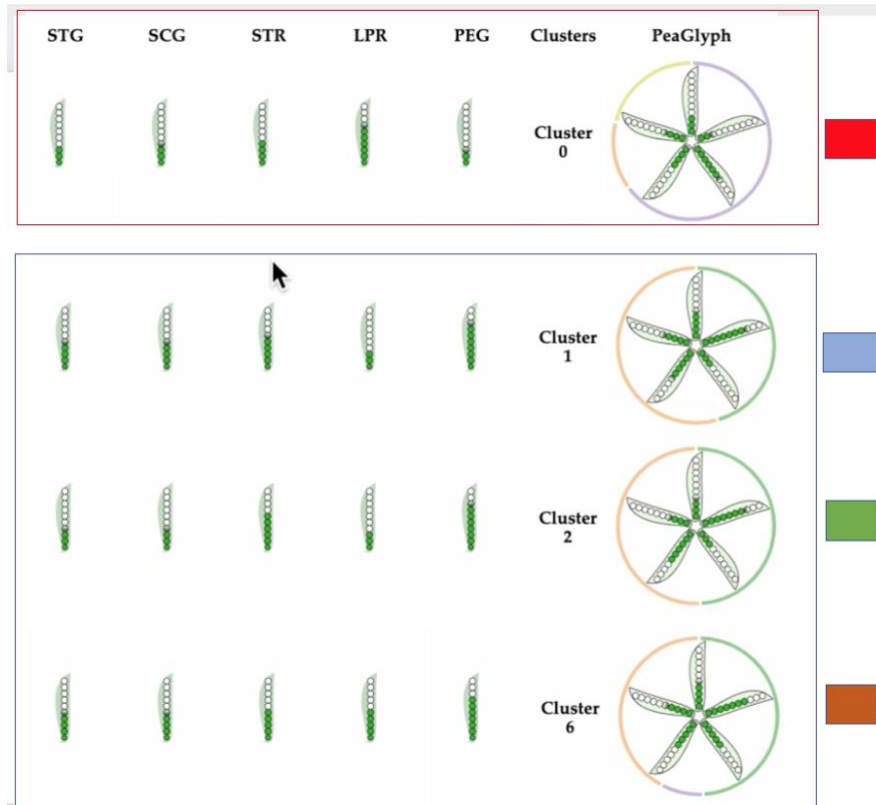 STG SCG STR LPR PEG Clusters PeaGlyph
Cluster
0
Cluster
1
Cluster
2
Cluster
6